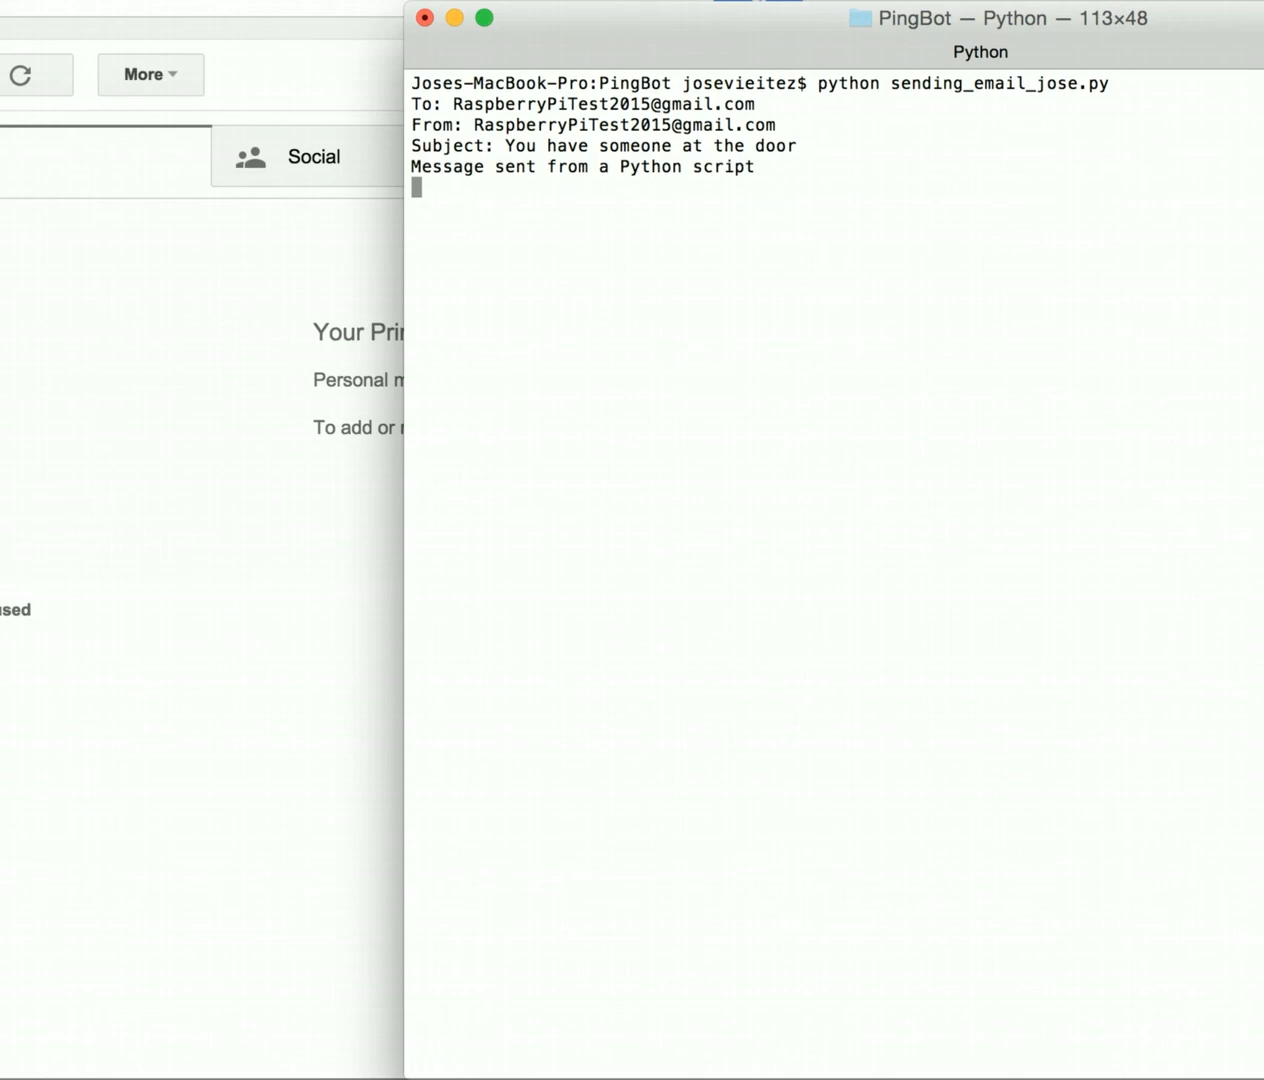 PingBot — Python — 113×48
Python
More
Social
Joses-MacBook-Pro:PingBot josevieitez$ python sending_email_jose.py
To: RaspberryPiTest2015@gmail.com
From: RaspberryPiTest2015@gmail.com
Subject: You have someone at the door
Message sent from a Python script
Your Pri
Personal
To add or